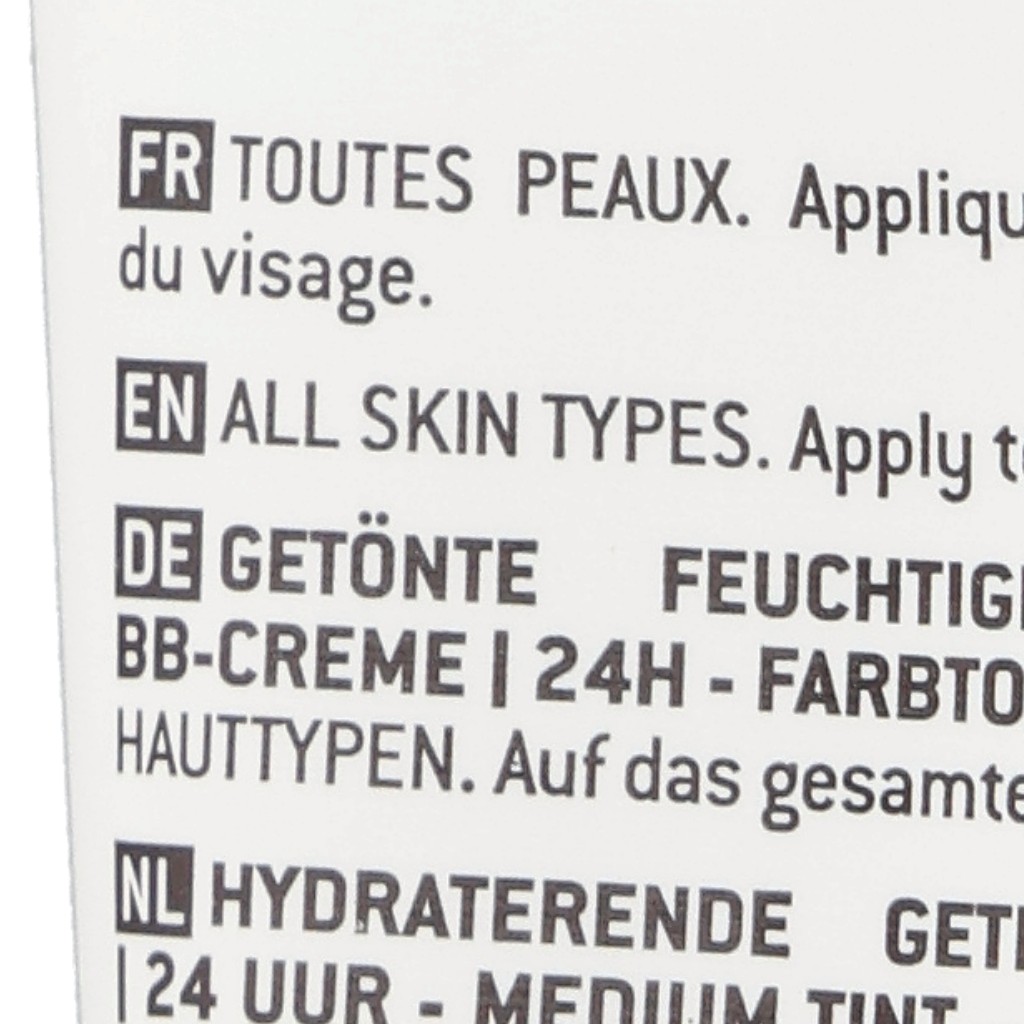 FR TOUTES PEAUX. Appliqu
du visage.
EN ALL SKIN TYPES. Apply t
DE GETÖNTE FEUCHTIG
BB-CREME | 24H - FARBTO
HAUTTYPEN. Auf das gesamte
NL HYDRATERENDE GET
| 24 UUR - MEDIUM TINT